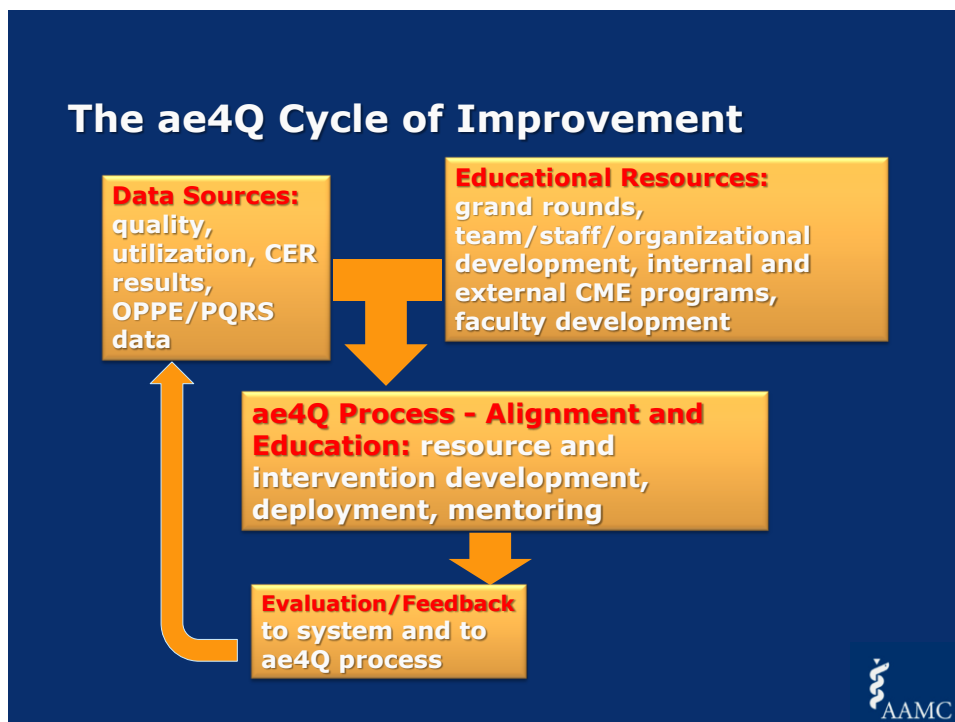 The ae4Q Cycle of Improvement
Data Sources:
quality,
utilization, CER
results,
OPPE/PQRS
data
Educational Resources:
grand rounds,
team/staff/organizational
development, internal and
external CME programs,
faculty development
ae4Q Process - Alignment and
Education: resource and
intervention development,
deployment, mentoring
Evaluation/Feedback
to system and to
ae4Q process
AAMC